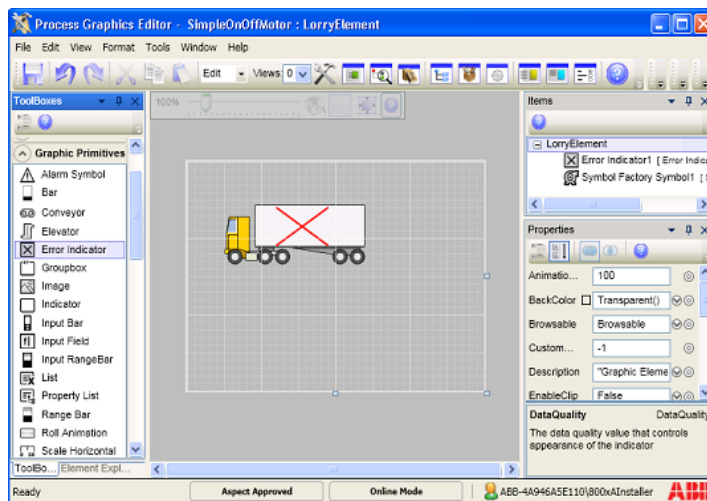 Process Graphics Editor - SimpleOnOffMotor : LorryElement
File Edit View Format Tools Window Help
Edit Views: 0
ToolBoxes
100%
Items
Graphic Primitives
LorryElement
Error Indicator1 [ Error Indic
Symbol Factory Symbol1 [
Alarm Symbol
Bar
Conveyor
Elevator
Error Indicator
Groupbox
Image
Indicator
Input Bar
Input Field
Input RangeBar
List
Property List
Range Bar
Roll Animation
Scale Horizontal
Properties
Animatio... 100
BackColor Transparent()
Browsable Browsable
Custom... -1
Description "Graphic Eleme
EnableClip False
DataQuality DataQuality
The data quality value that controls
appearance of the indicator
ToolBo... Element Expl...
Ready Aspect Approved Online Mode ABB-4A946A5E110\800xAInstaller ABB